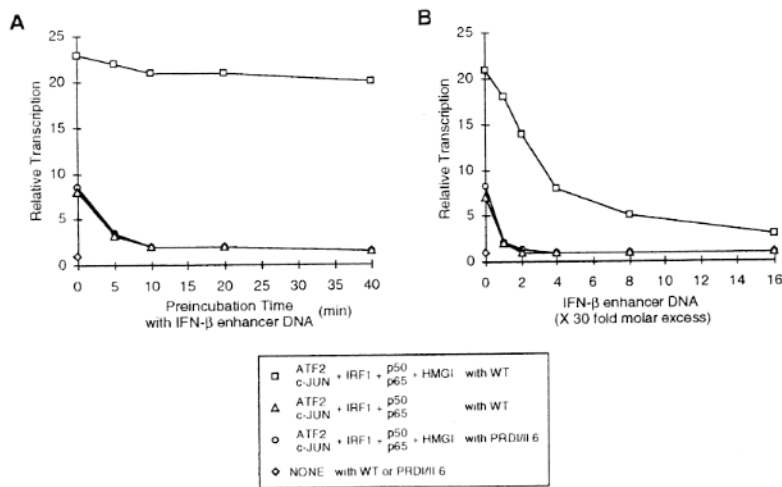 A
25
20
15
10
5
0
Relative Transcription
0 5 10 15 20 25 30 35 40
Preincubation Time (min)
with IFN-β enhancer DNA
B
25
20
15
10
5
0
Relative Transcription
0 2 4 6 8 10 12 14 16
IFN-β enhancer DNA
(X 30 fold molar excess)
ATF2 p50
+ IRF1 + + HMGI with WT
c-JUN p65
ATF2 p50
+ IRF1 + with WT
c-JUN p65
ATF2 p50
+ IRF1 + + HMGI with PRDI/II 6
c-JUN p65
NONE with WT or PRDI/II 6